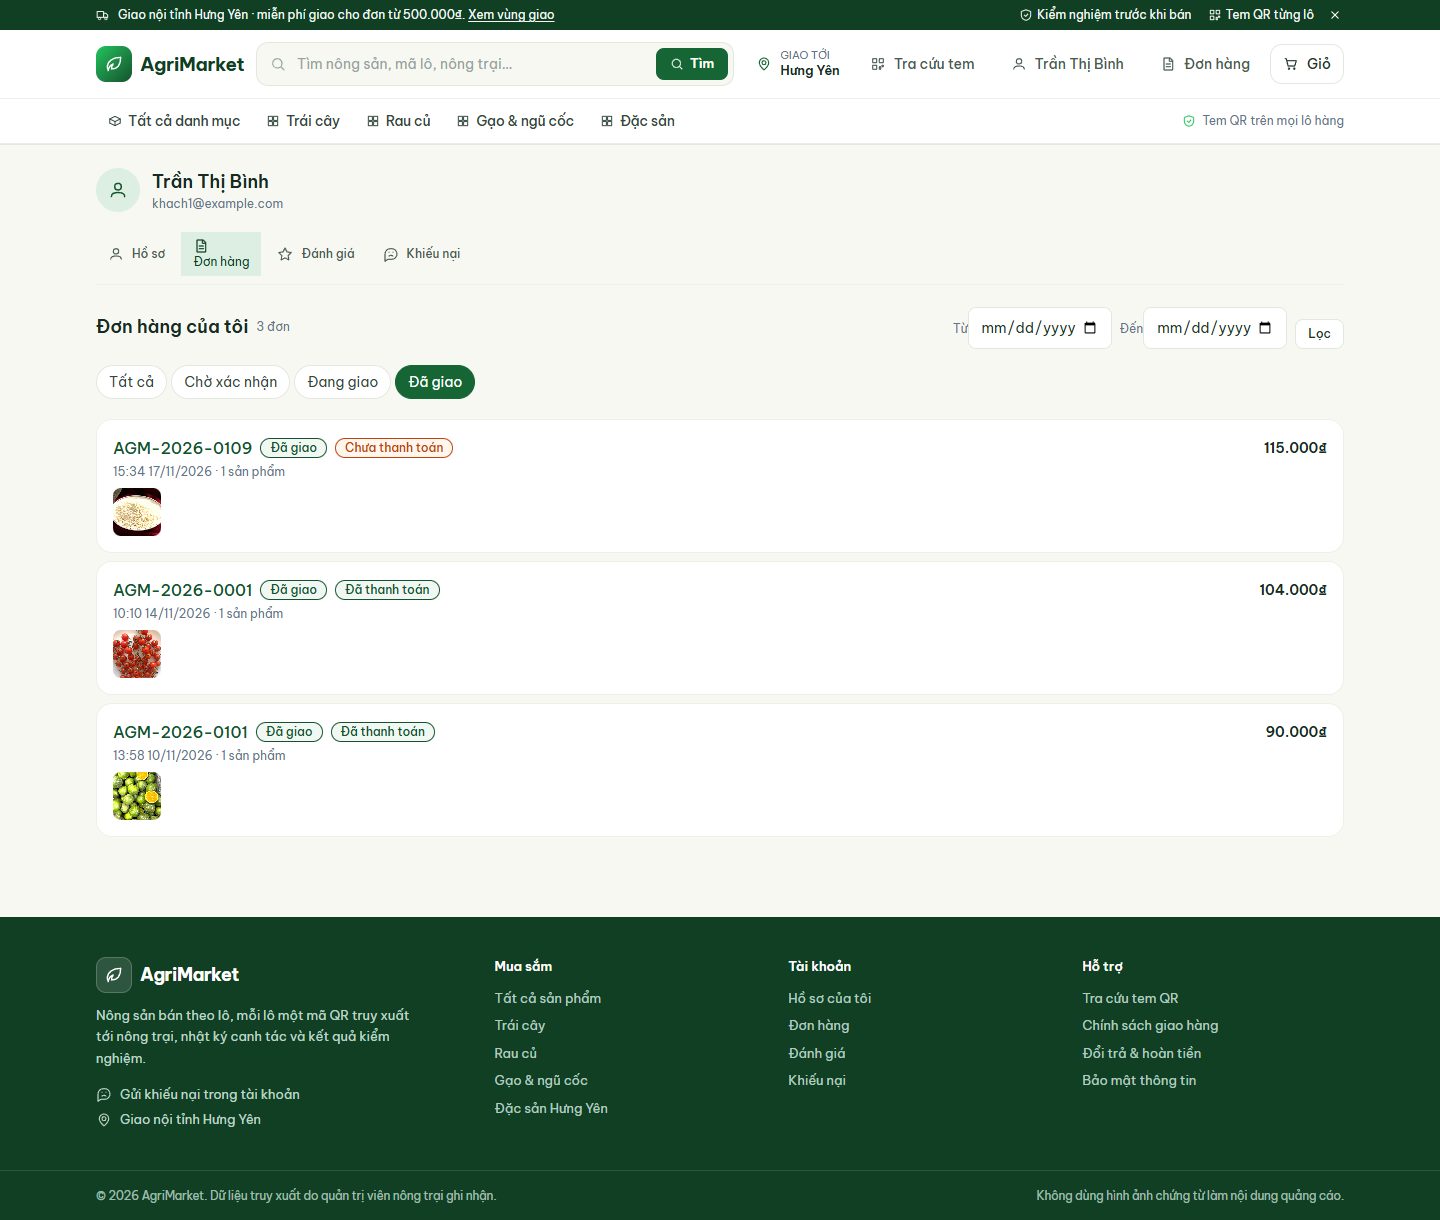 Giao nội tỉnh Hưng Yên · miễn phí giao cho đơn từ 500.000₫. Xem vùng giao
Kiểm nghiệm trước khi bán
Tem QR từng lô
AgriMarket
Tìm nông sản, mã lô, nông trại...
Tìm
GIAO TỚI
Hưng Yên
Tra cứu tem
Trần Thị Bình
Đơn hàng
Giỏ
Tất cả danh mục
Trái cây
Rau củ
Gạo & ngũ cốc
Đặc sản
Tem QR trên mọi lô hàng
Trần Thị Bình
khach1@example.com
Hồ sơ
Đơn hàng
Đánh giá
Khiếu nại
Đơn hàng của tôi 3 đơn
Từ mm/dd/yyyy Đến mm/dd/yyyy Lọc
Tất cả
Chờ xác nhận
Đang giao
Đã giao
AGM-2026-0109 Đã giao Chưa thanh toán 115.000₫
15:34 17/11/2026 · 1 sản phẩm
AGM-2026-0001 Đã giao Đã thanh toán 104.000₫
10:10 14/11/2026 · 1 sản phẩm
AGM-2026-0101 Đã giao Đã thanh toán 90.000₫
13:58 10/11/2026 · 1 sản phẩm
AgriMarket
Nông sản bán theo lô, mỗi lô một mã QR truy xuất
tới nông trại, nhật ký canh tác và kết quả kiểm
nghiệm.
Gửi khiếu nại trong tài khoản
Giao nội tỉnh Hưng Yên
Mua sắm
Tất cả sản phẩm
Trái cây
Rau củ
Gạo & ngũ cốc
Đặc sản Hưng Yên
Tài khoản
Hồ sơ của tôi
Đơn hàng
Đánh giá
Khiếu nại
Hỗ trợ
Tra cứu tem QR
Chính sách giao hàng
Đổi trả & hoàn tiền
Bảo mật thông tin
© 2026 AgriMarket. Dữ liệu truy xuất do quản trị viên nông trại ghi nhận.
Không dùng hình ảnh chứng từ làm nội dung quảng cáo.